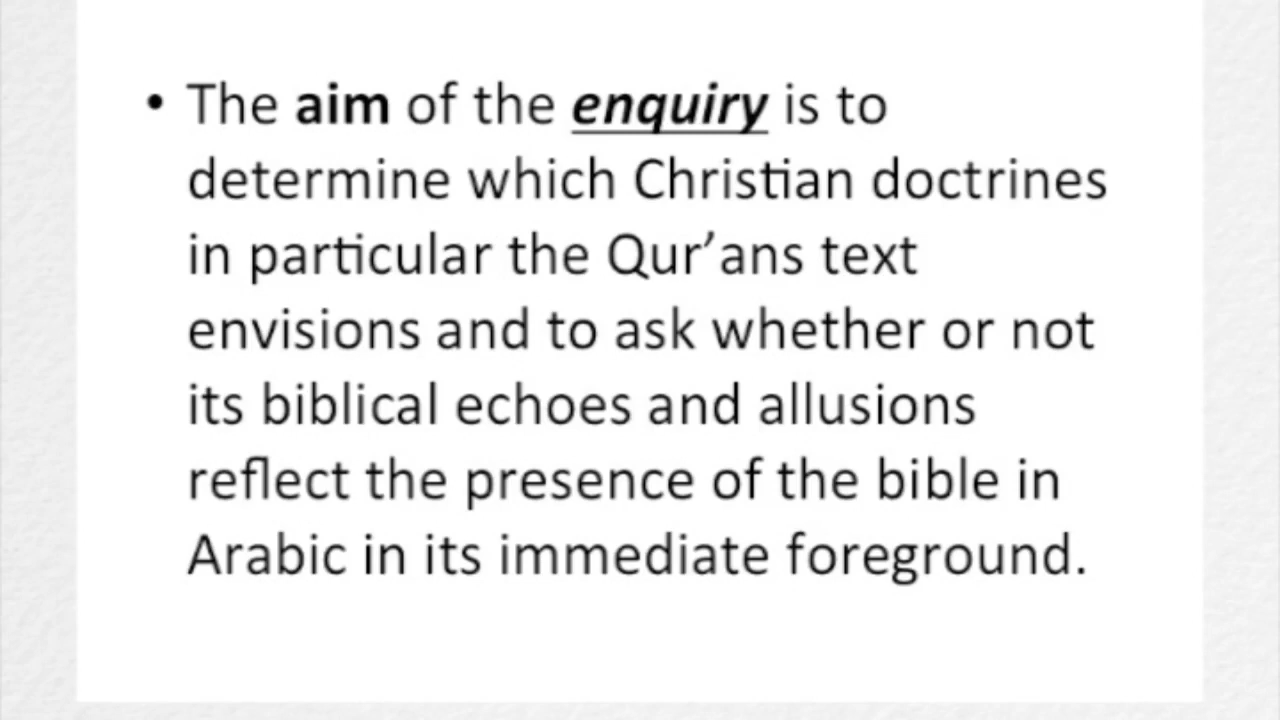 • The aim of the enquiry is to
determine which Christian doctrines
in particular the Qur’ans text
envisions and to ask whether or not
its biblical echoes and allusions
reflect the presence of the bible in
Arabic in its immediate foreground.